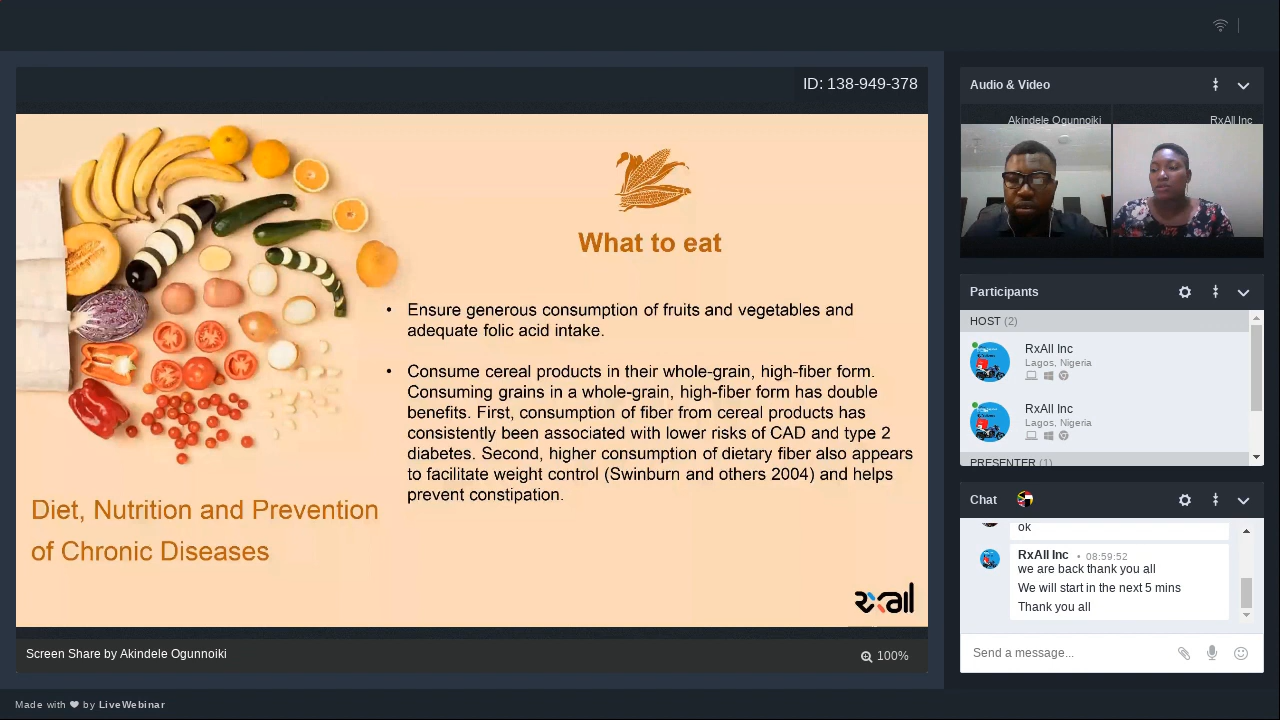 ID: 138-949-378
What to eat
• Ensure generous consumption of fruits and vegetables and
adequate folic acid intake.
• Consume cereal products in their whole-grain, high-fiber form.
Consuming grains in a whole-grain, high-fiber form has double
benefits. First, consumption of fiber from cereal products has
consistently been associated with lower risks of CAD and type 2
diabetes. Second, higher consumption of dietary fiber also appears
to facilitate weight control (Swinburn and others 2004) and helps
prevent constipation.
Diet, Nutrition and Prevention
of Chronic Diseases
rxall
Screen Share by Akindele Ogunnoiki
100%
Audio & Video
Akindele Ogunnoiki
RxAll Inc
Participants
HOST (2)
RxAll Inc
Lagos, Nigeria
RxAll Inc
Lagos, Nigeria
PRESENTER (1)
Chat
ok
RxAll Inc • 08:59:52
we are back thank you all
We will start in the next 5 mins
Thank you all
Send a message...
Made with ❤ by LiveWebinar